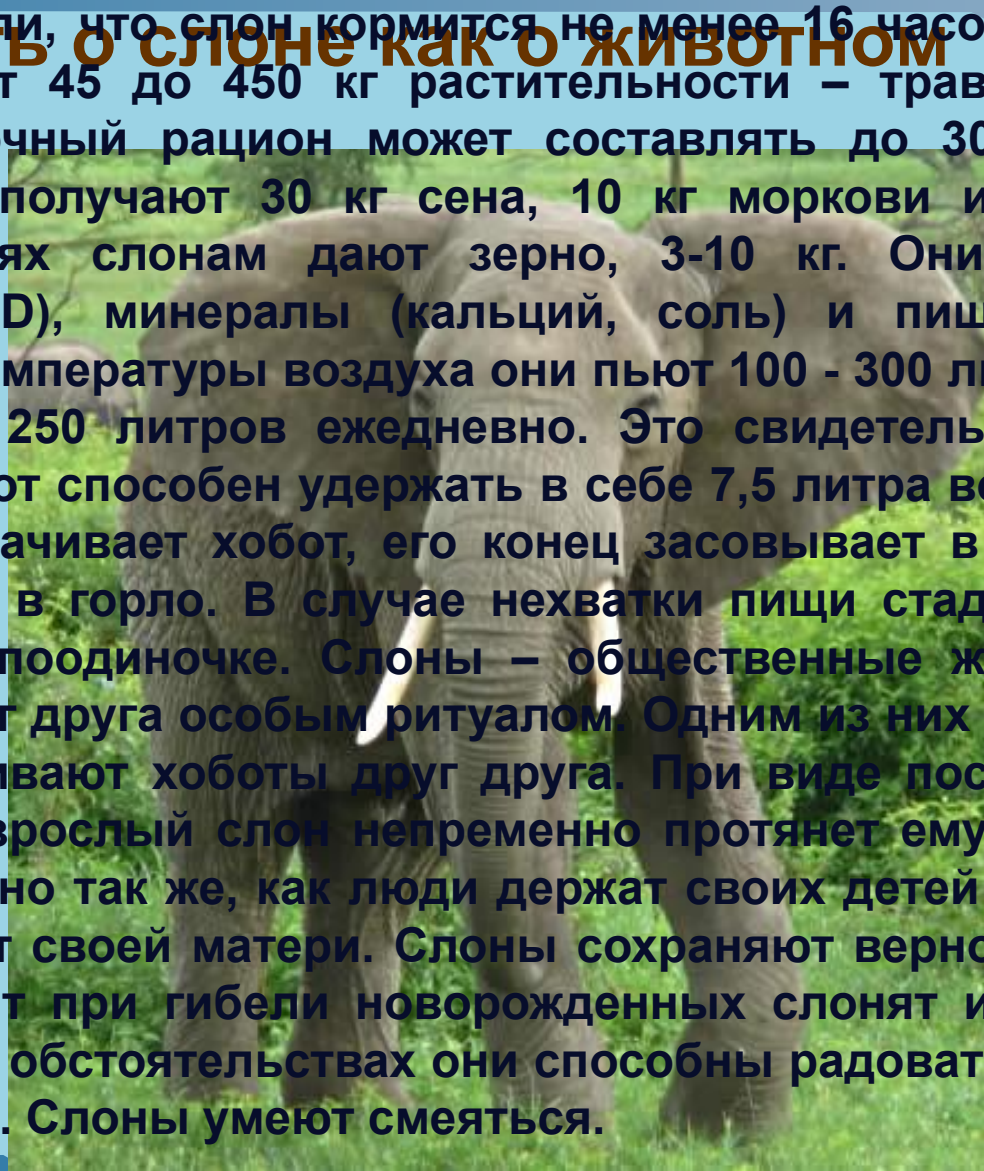 ь о слоне как о животном
ли, что слон кормится не менее 16 часо
т 45 до 450 кг растительности – трав
чный рацион может составлять до 30
получают 30 кг сена, 10 кг моркови и
ях слонам дают зерно, 3-10 кг. Они
D), минералы (кальций, соль) и пищ
мпературы воздуха они пьют 100 - 300 ли
250 литров ежедневно. Это свидетель
от способен удержать в себе 7,5 литра во
ачивает хобот, его конец засовывает в
в горло. В случае нехватки пищи стад
поодиночке. Слоны – общественные ж
т друга особым ритуалом. Одним из них
ивают хоботы друг друга. При виде пос
зрослый слон непременно протянет ему
но так же, как люди держат своих детей
т своей матери. Слоны сохраняют верно
т при гибели новорожденных слонят и
обстоятельствах они способны радоват
. Слоны умеют смеяться.